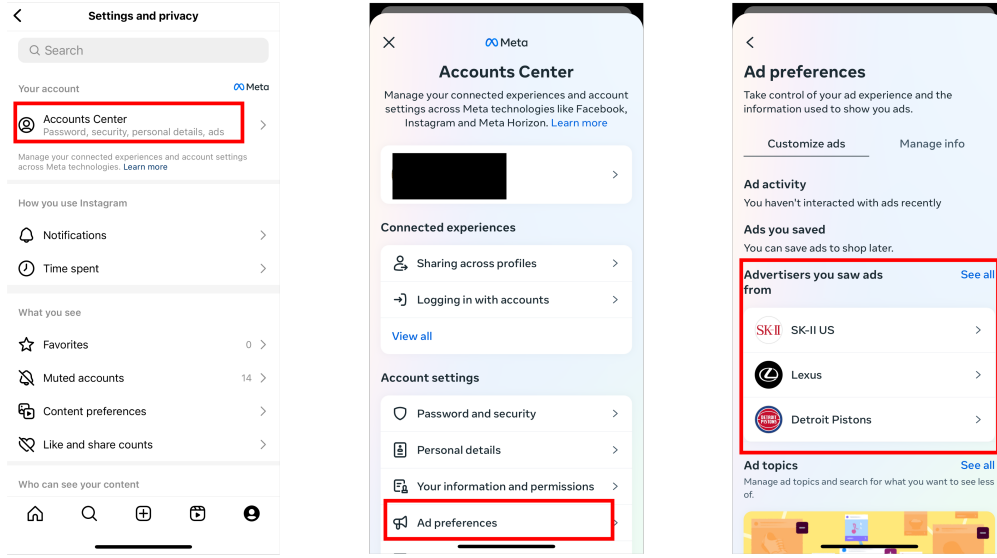 Settings and privacy
Search
Your account
Meta
Accounts Center
Password, security, personal details, ads
Manage your connected experiences and account settings
across Meta technologies. Learn more
How you use Instagram
Notifications
Time spent
What you see
Favorites
0
Muted accounts
14
Content preferences
Like and share counts
Who can see your content
Meta
Accounts Center
Manage your connected experiences and account
settings across Meta technologies like Facebook,
Instagram and Meta Horizon. Learn more
Connected experiences
Sharing across profiles
Logging in with accounts
View all
Account settings
Password and security
Personal details
Your information and permissions
Ad preferences
Ad preferences
Take control of your ad experience and the
information used to show you ads.
Customize ads
Manage info
Ad activity
You haven't interacted with ads recently
Ads you saved
You can save ads to shop later.
Advertisers you saw ads
from
See all
SK-II
SK-II US
Lexus
DETROIT
PISTONS
Detroit Pistons
Ad topics
See all
Manage ad topics and search for what you want to see less
of.